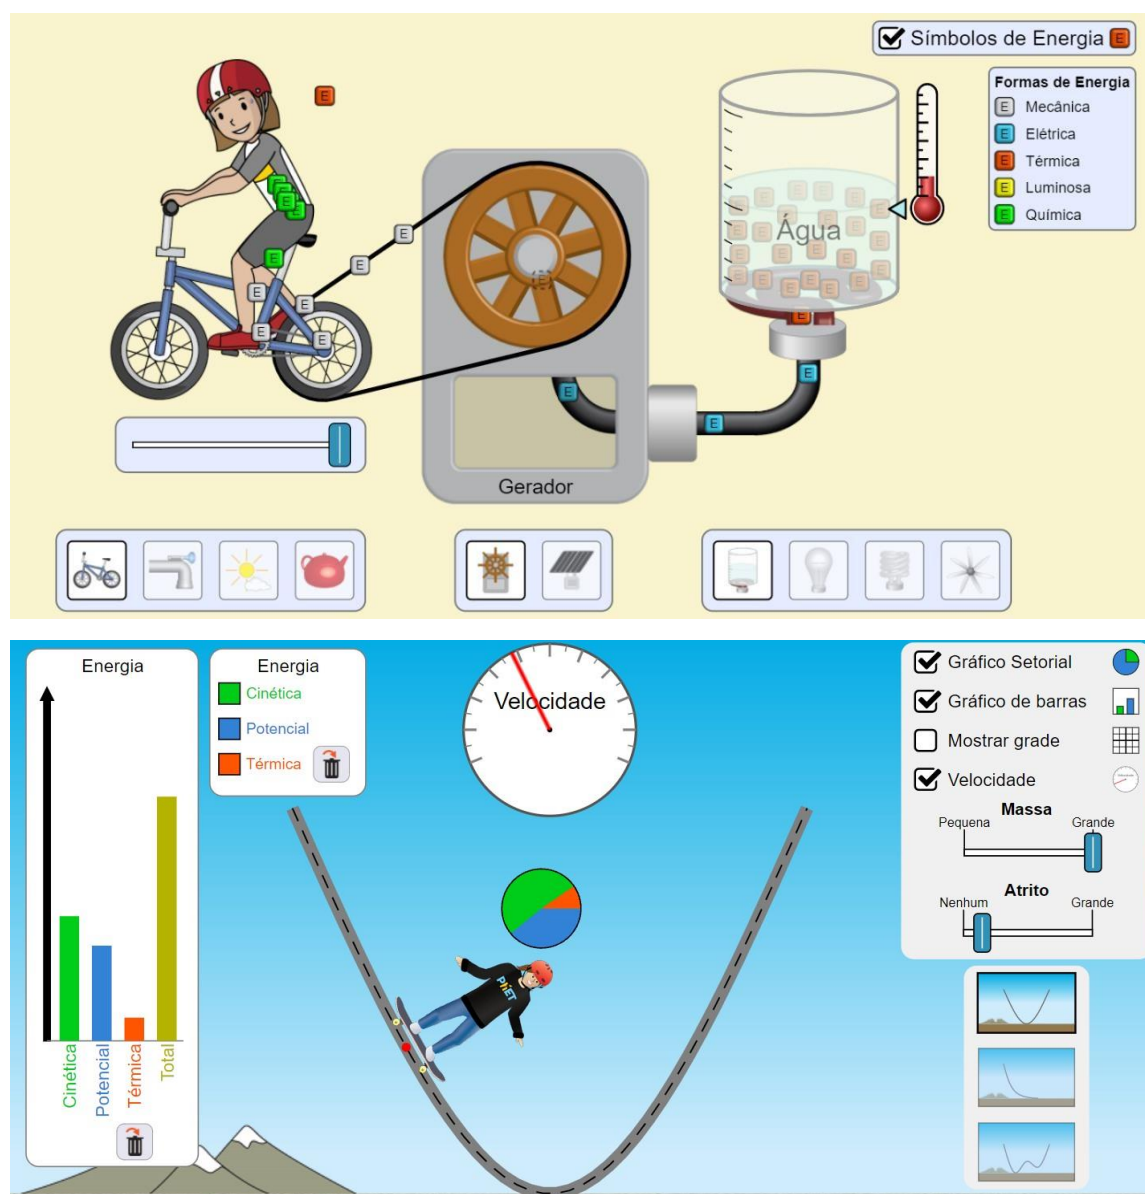 Símbolos de Energia E
Formas de Energia
E Mecânica
E Elétrica
E Térmica
E Luminosa
E Química
E
Água
Gerador
Energia
Cinética
Potencial
Térmica
Total
Energia
Cinética
Potencial
Térmica
Velocidade
PhET
Gráfico Setorial
Gráfico de barras
Mostrar grade
Velocidade
Massa
Pequena Grande
Atrito
Nenhum Grande